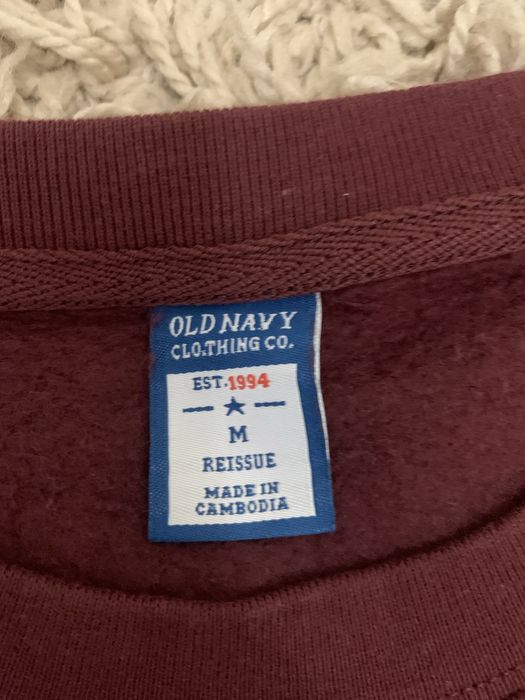 OLD NAVY
CLO.THING CO.
EST.1994
M
REISSUE
MADE IN
CAMBODIA